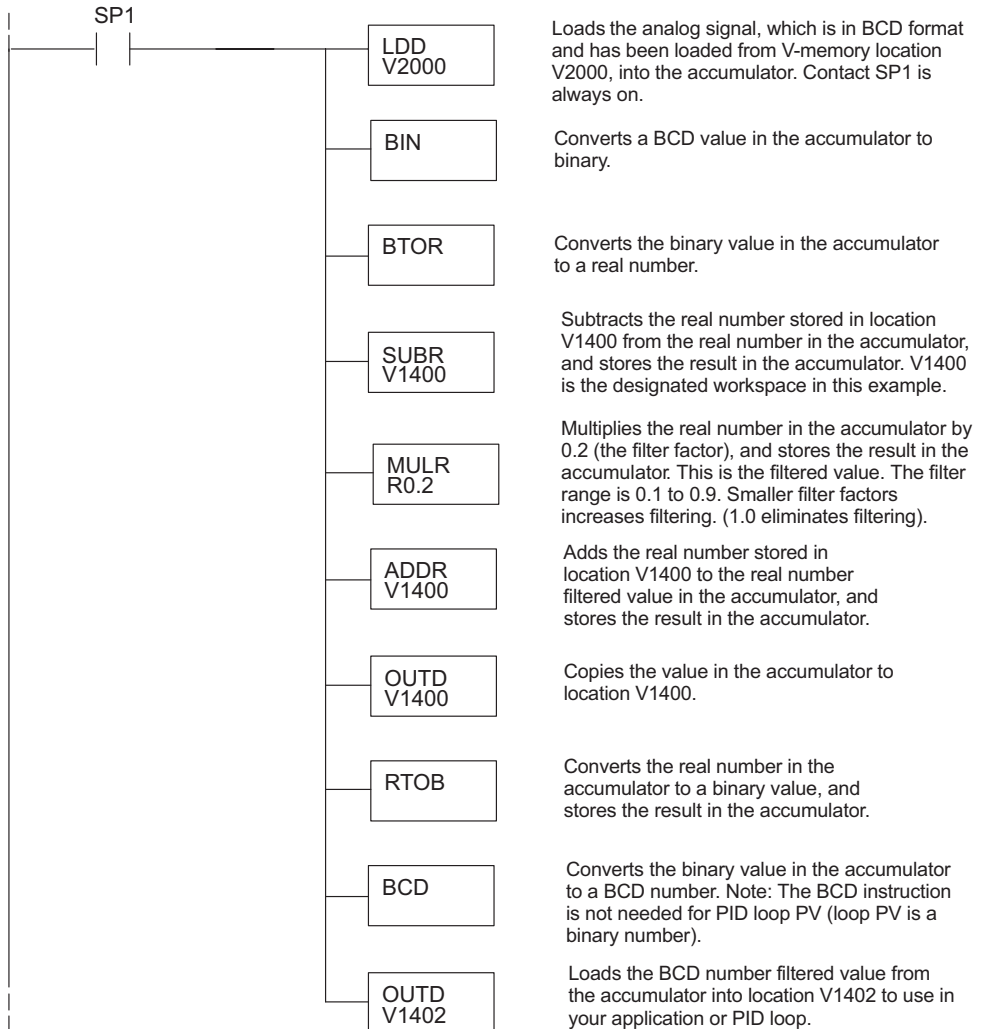 SP1
LDD
V2000
Loads the analog signal, which is in BCD format
and has been loaded from V-memory location
V2000, into the accumulator. Contact SP1 is
always on.
BIN
Converts a BCD value in the accumulator to
binary.
BTOR
Converts the binary value in the accumulator
to a real number.
SUBR
V1400
Subtracts the real number stored in location
V1400 from the real number in the accumulator,
and stores the result in the accumulator. V1400
is the designated workspace in this example.
MULR
R0.2
Multiplies the real number in the accumulator by
0.2 (the filter factor), and stores the result in the
accumulator. This is the filtered value. The filter
range is 0.1 to 0.9. Smaller filter factors
increases filtering. (1.0 eliminates filtering).
ADDR
V1400
Adds the real number stored in
location V1400 to the real number
filtered value in the accumulator, and
stores the result in the accumulator.
OUTD
V1400
Copies the value in the accumulator to
location V1400.
RTOB
Converts the real number in the
accumulator to a binary value, and
stores the result in the accumulator.
BCD
Converts the binary value in the accumulator
to a BCD number. Note: The BCD instruction
is not needed for PID loop PV (loop PV is a
binary number).
OUTD
V1402
Loads the BCD number filtered value from
the accumulator into location V1402 to use in
your application or PID loop.